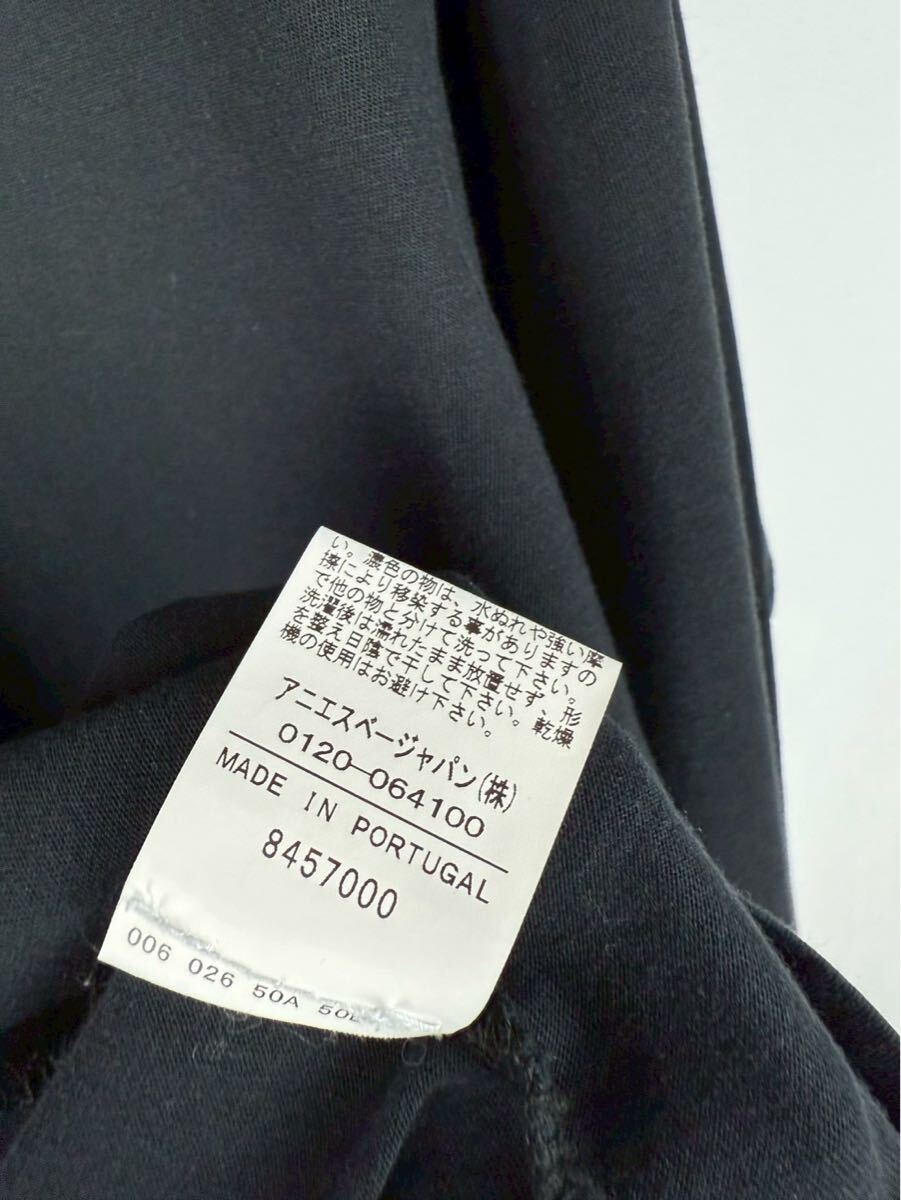 い。濃色の物は、水ぬれや強い摩
擦により移染する事がありますの
で他の物と分けて洗って下さい。
洗濯後は濡れたまま放置せず、形
を整え日陰で干して下さい。乾燥
機の使用はお避け下さい。
アニエスベージャパン(株)
0120-064100
MADE IN PORTUGAL
8457000
006 026 50A